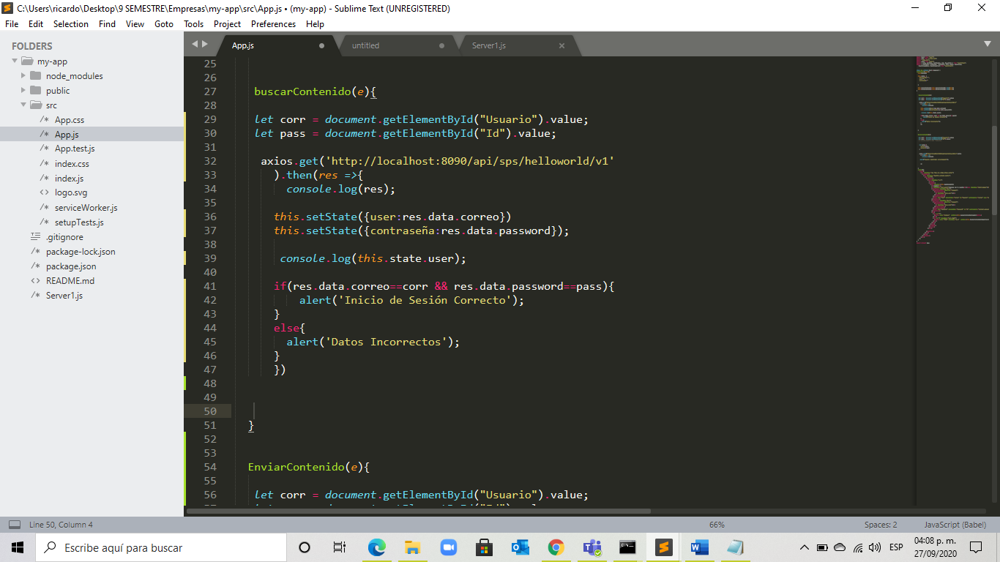 C:\Users\ricardo\Desktop\9 SEMESTRE\Empresas\my-app\src\App.js • (my-app) - Sublime Text (UNREGISTERED)
File Edit Selection Find View Goto Tools Project Preferences Help
FOLDERS
my-app
node_modules
public
src
/* App.css
/* App.js
/* App.test.js
/* index.css
/* index.js
<> logo.svg
/* serviceWorker.js
/* setupTests.js
.gitignore
/* package-lock.json
/* package.json
<> README.md
/* Server1.js
App.js untitled Server1.js
25
26
27 buscarContenido(e){
28
29 let corr = document.getElementById("Usuario").value;
30 let pass = document.getElementById("Id").value;
31
32 axios.get('http://localhost:8090/api/sps/helloworld/v1'
33 ).then(res =>{
34 console.log(res);
35
36 this.setState({user:res.data.correo})
37 this.setState({contraseña:res.data.password});
38
39 console.log(this.state.user);
40
41 if(res.data.correo==corr && res.data.password==pass){
42 alert('Inicio de Sesión Correcto');
43 }
44 else{
45 alert('Datos Incorrectos');
46 }
47 })
48
49
50
51 }
52
53
54 EnviarContenido(e){
55
56 let corr = document.getElementById("Usuario").value;
Line 50, Column 4 66% Spaces: 2 JavaScript (Babel)
Escribe aquí para buscar
ESP
04:08 p. m.
27/09/2020